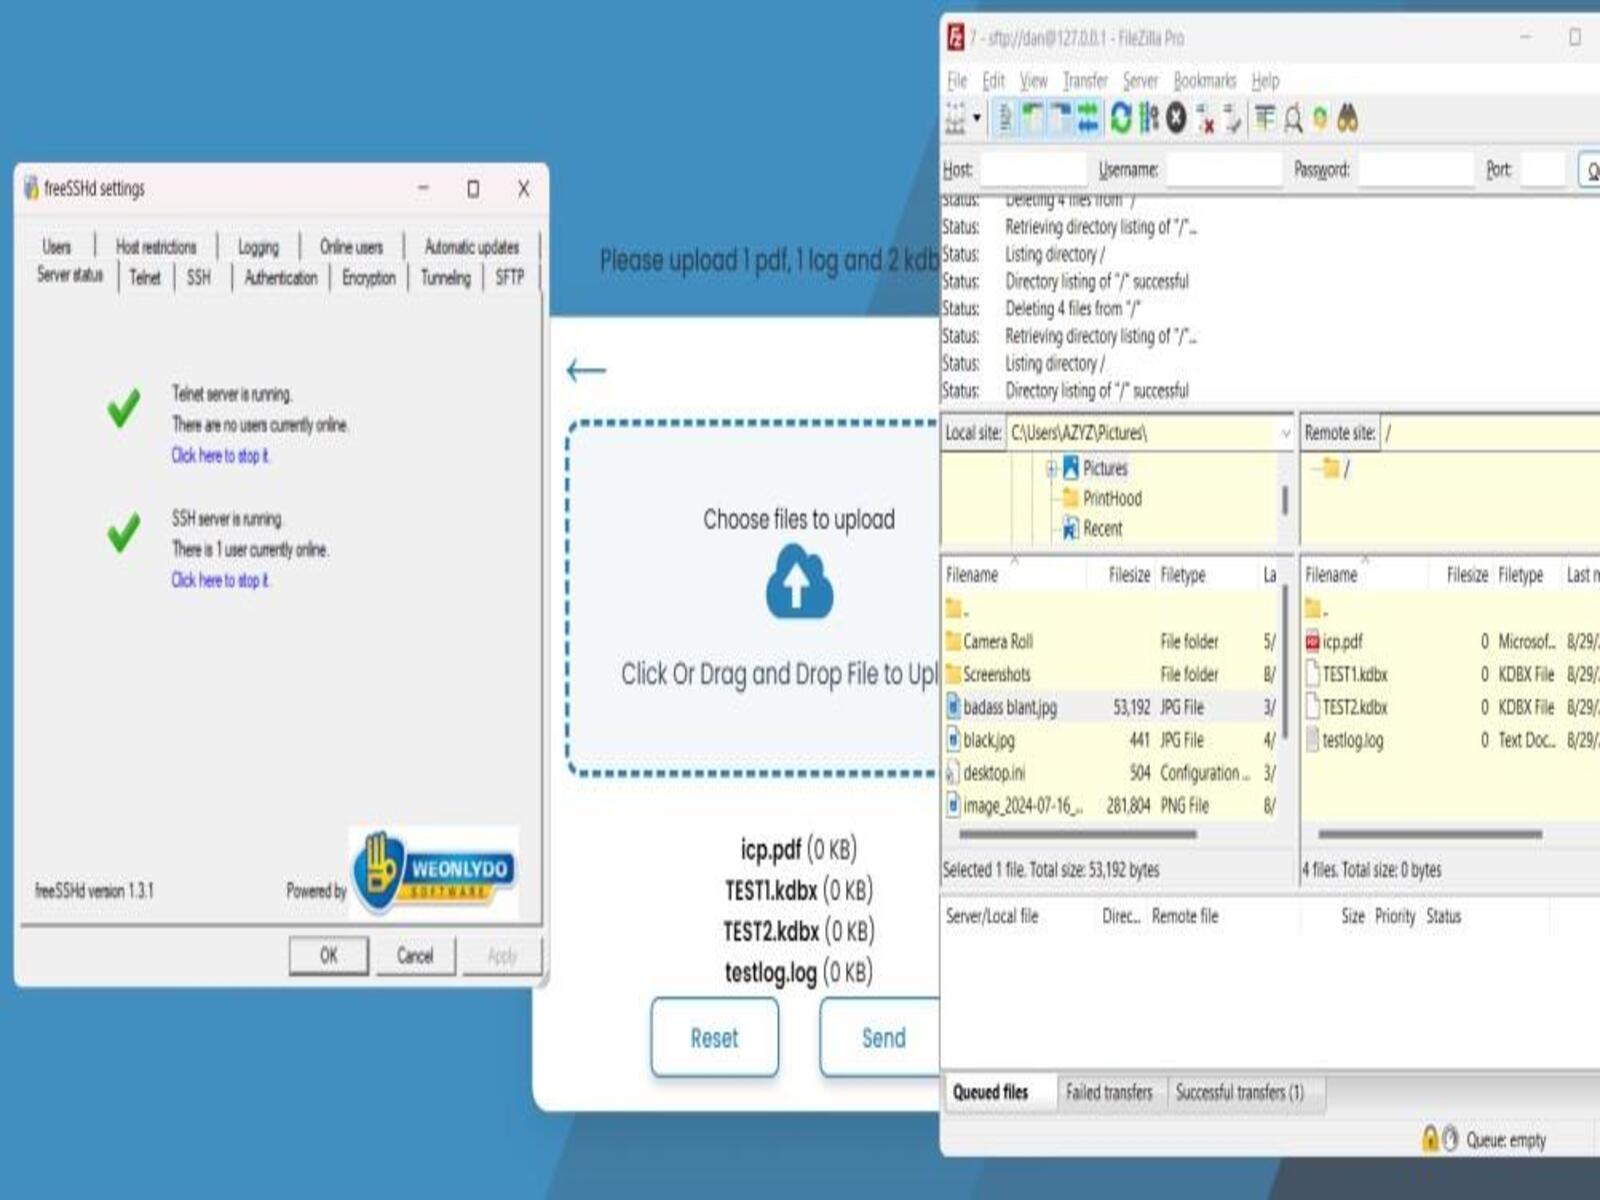 freeSSHd settings
Users Host restrictions Logging Online users Automatic updates
Server status Telnet SSH Authentication Encryption Tunneling SFTP
Telnet server is running.
There are no users currently online.
Click here to stop it.
SSH server is running.
There is 1 user currently online.
Click here to stop it.
freeSSHd version 1.3.1
Powered by
WEONLYDO
SOFTWARE
OK Cancel Apply
Please upload 1 pdf, 1 log and 2 kdb
Choose files to upload
Click Or Drag and Drop File to Upl
icp.pdf (0 KB)
TEST1.kdbx (0 KB)
TEST2.kdbx (0 KB)
testlog.log (0 KB)
Reset Send
7 - sftp://dan@127.0.0.1 - FileZilla Pro
File Edit View Transfer Server Bookmarks Help
Host: Username: Password: Port: Q
Status: Deleting 4 files from "/"
Status: Retrieving directory listing of "/"...
Status: Listing directory /
Status: Directory listing of "/" successful
Status: Deleting 4 files from "/"
Status: Retrieving directory listing of "/"...
Status: Listing directory /
Status: Directory listing of "/" successful
Local site: C:\Users\AZYZ\Pictures\
Pictures
PrintHood
Recent
Filename Filesize Filetype La
..
Camera Roll File folder 5/
Screenshots File folder 8/
badass blant.jpg 53,192 JPG File 3/
black.jpg 441 JPG File 4/
desktop.ini 504 Configuration ... 3/
image_2024-07-16_... 281,804 PNG File 8/
Selected 1 file. Total size: 53,192 bytes
Remote site: /
/
Filename Filesize Filetype Last m
..
icp.pdf 0 Microsof... 8/29/
TEST1.kdbx 0 KDBX File 8/29/
TEST2.kdbx 0 KDBX File 8/29/
testlog.log 0 Text Doc... 8/29/
4 files. Total size: 0 bytes
Server/Local file Direc... Remote file Size Priority Status
Queued files Failed transfers Successful transfers (1)
Queue: empty